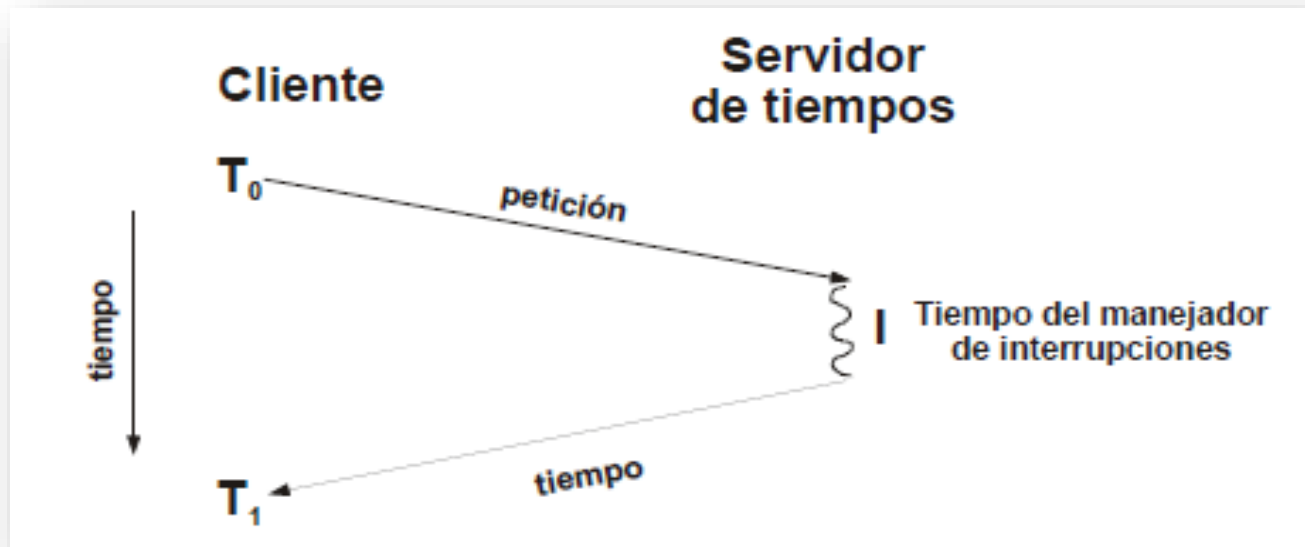 Cliente
Servidor
de tiempos
T0
petición
tiempo
I
Tiempo del manejador
de interrupciones
tiempo
T1